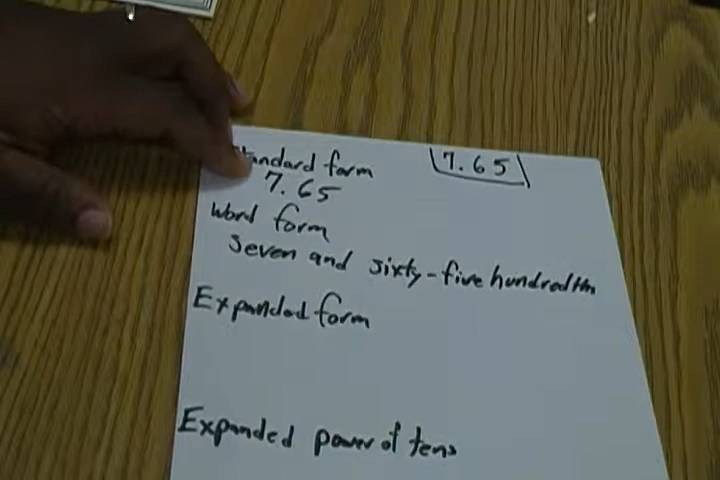 Standard form
7.65
7.65
Word form
seven and sixty-five hundredths
Expanded form
Expanded power of tens